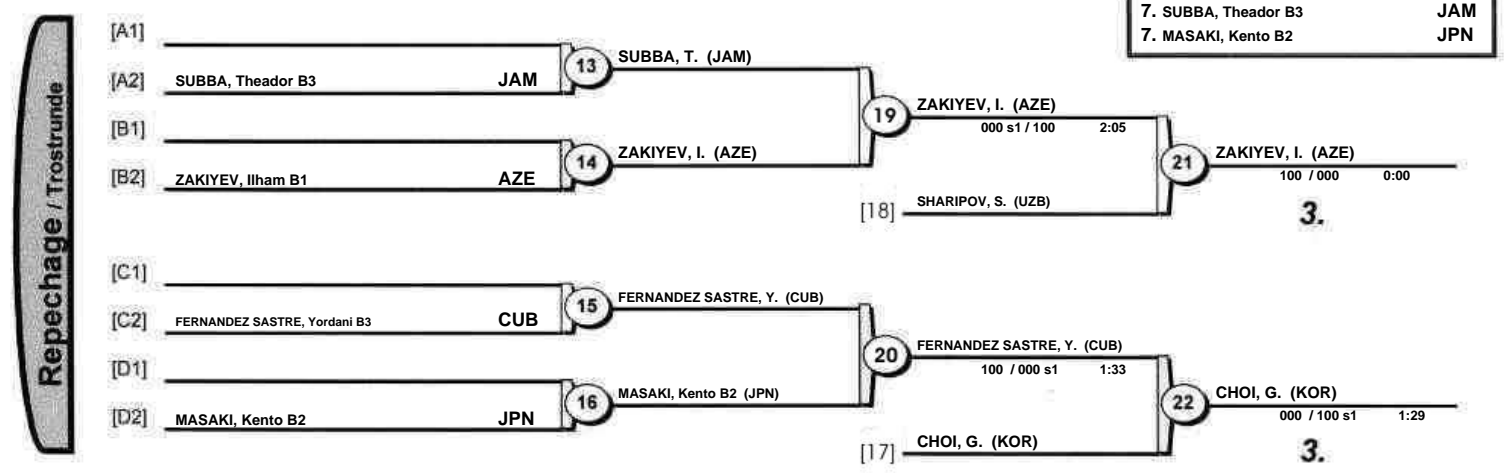 7. SUBBA, Theador B3 JAM
7. MASAKI, Kento B2 JPN
Repechage / Trostrunde
[A1]
[A2] SUBBA, Theador B3 JAM
13 SUBBA, T. (JAM)
[B1]
[B2] ZAKIYEV, Ilham B1 AZE
14 ZAKIYEV, I. (AZE)
19 ZAKIYEV, I. (AZE)
000 s1 / 100 2:05
[18] SHARIPOV, S. (UZB)
21 ZAKIYEV, I. (AZE)
100 / 000 0:00
3.
[C1]
[C2] FERNANDEZ SASTRE, Yordani B3 CUB
15 FERNANDEZ SASTRE, Y. (CUB)
[D1]
[D2] MASAKI, Kento B2 JPN
16 MASAKI, Kento B2 (JPN)
20 FERNANDEZ SASTRE, Y. (CUB)
100 / 000 s1 1:33
[17] CHOI, G. (KOR)
22 CHOI, G. (KOR)
000 / 100 s1 1:29
3.